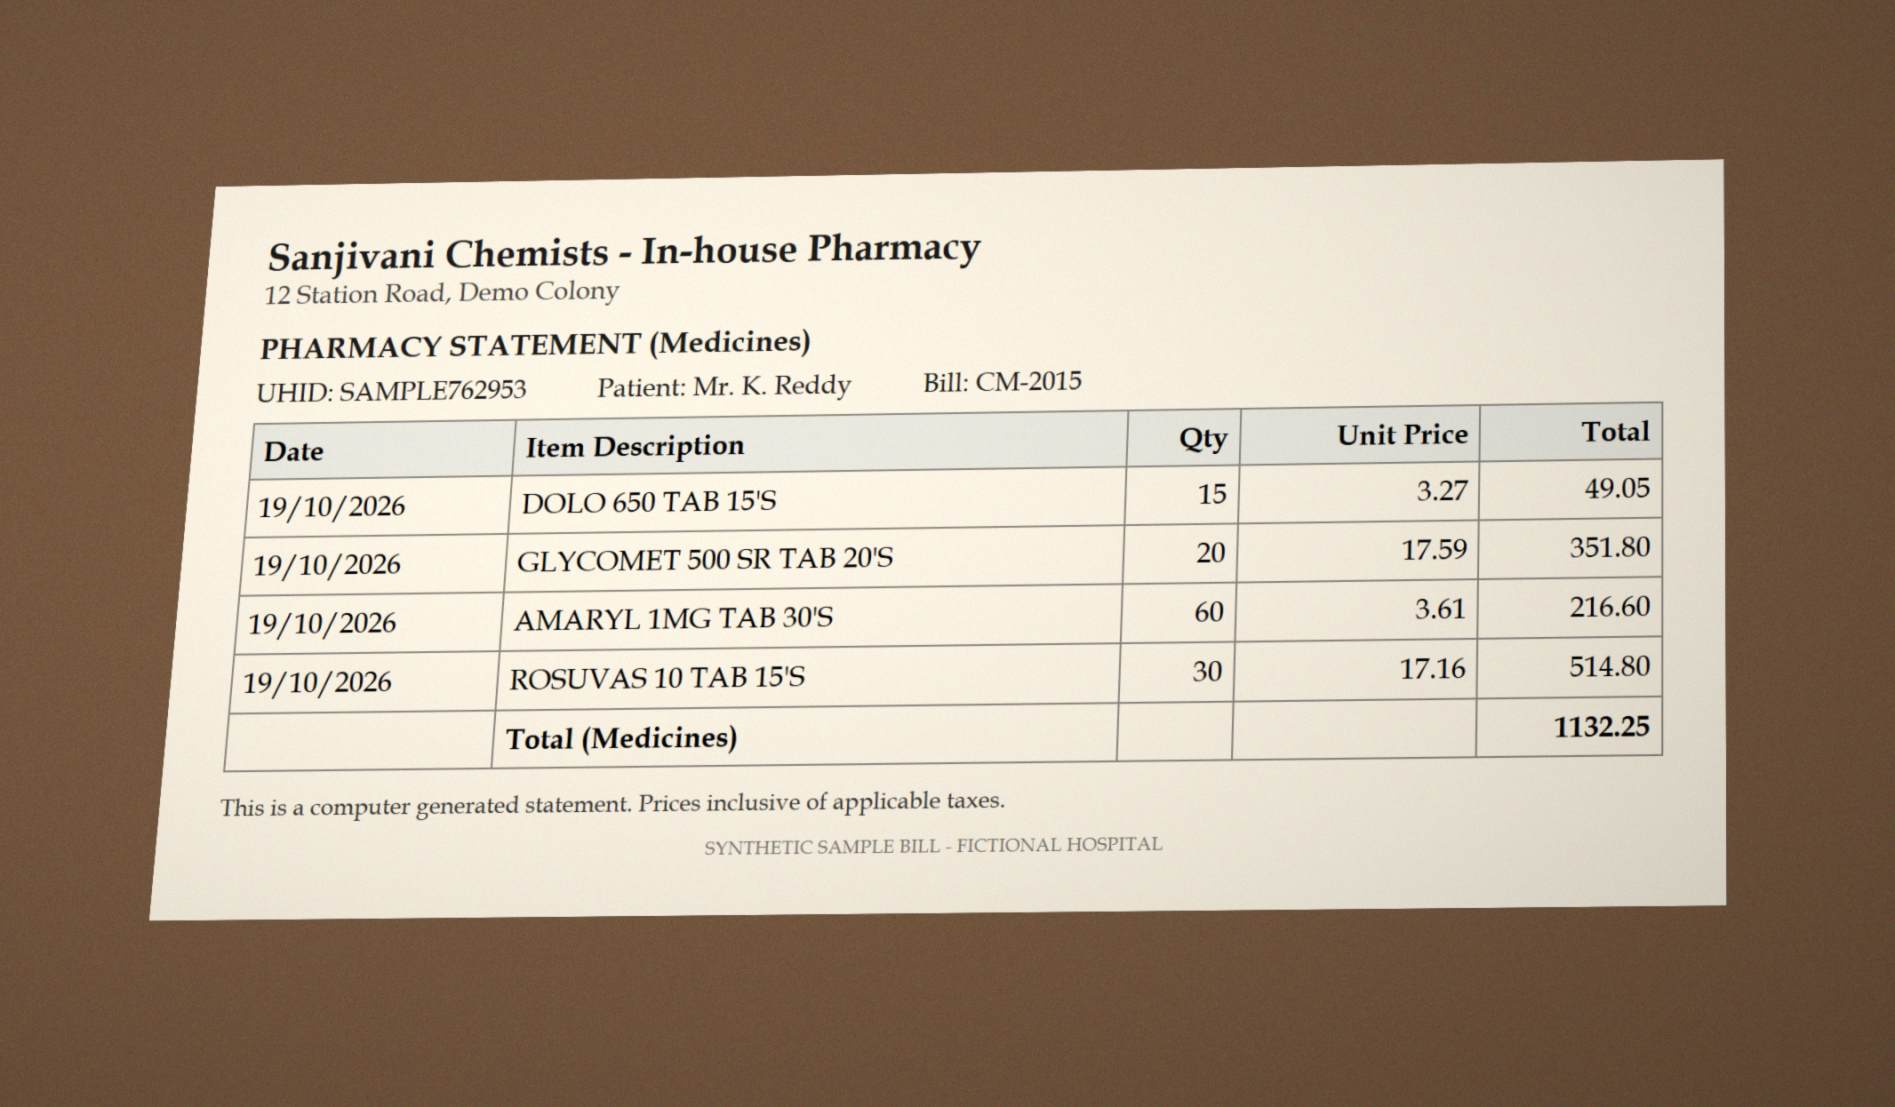 Sanjivani Chemists - In-house Pharmacy
12 Station Road, Demo Colony
PHARMACY STATEMENT (Medicines)
UHID: SAMPLE762953 Patient: Mr. K. Reddy Bill: CM-2015
Date Item Description Qty Unit Price Total
19/10/2026 DOLO 650 TAB 15'S 15 3.27 49.05
19/10/2026 GLYCOMET 500 SR TAB 20'S 20 17.59 351.80
19/10/2026 AMARYL 1MG TAB 30'S 60 3.61 216.60
19/10/2026 ROSUVAS 10 TAB 15'S 30 17.16 514.80
Total (Medicines) 1132.25
This is a computer generated statement. Prices inclusive of applicable taxes.
SYNTHETIC SAMPLE BILL - FICTIONAL HOSPITAL